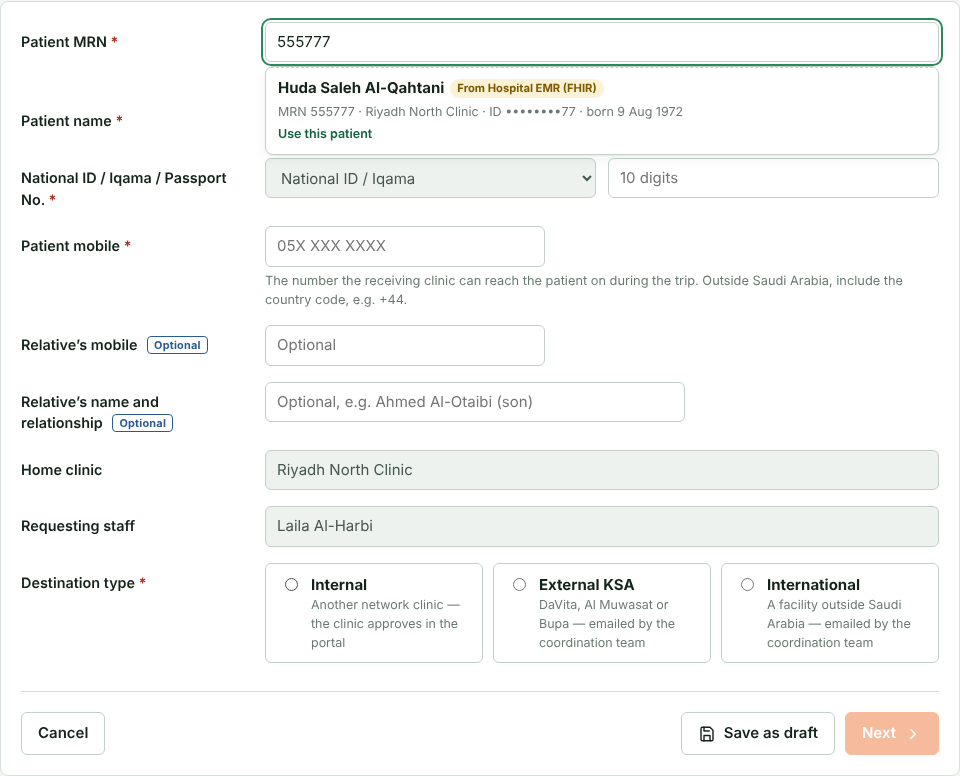 Patient MRN *
555777
Huda Saleh Al-Qahtani From Hospital EMR (FHIR)
MRN 555777 · Riyadh North Clinic · ID ••••••••77 · born 9 Aug 1972
Use this patient
Patient name *
National ID / Iqama / Passport
No. *
National ID / Iqama
10 digits
Patient mobile *
05X XXX XXXX
The number the receiving clinic can reach the patient on during the trip. Outside Saudi Arabia, include the
country code, e.g. +44.
Relative’s mobile Optional
Optional
Relative’s name and
relationship Optional
Optional, e.g. Ahmed Al-Otaibi (son)
Home clinic
Riyadh North Clinic
Requesting staff
Laila Al-Harbi
Destination type *
Internal
Another network clinic —
the clinic approves in the
portal
External KSA
DaVita, Al Muwasat or
Bupa — emailed by the
coordination team
International
A facility outside Saudi
Arabia — emailed by the
coordination team
Cancel
Save as draft
Next